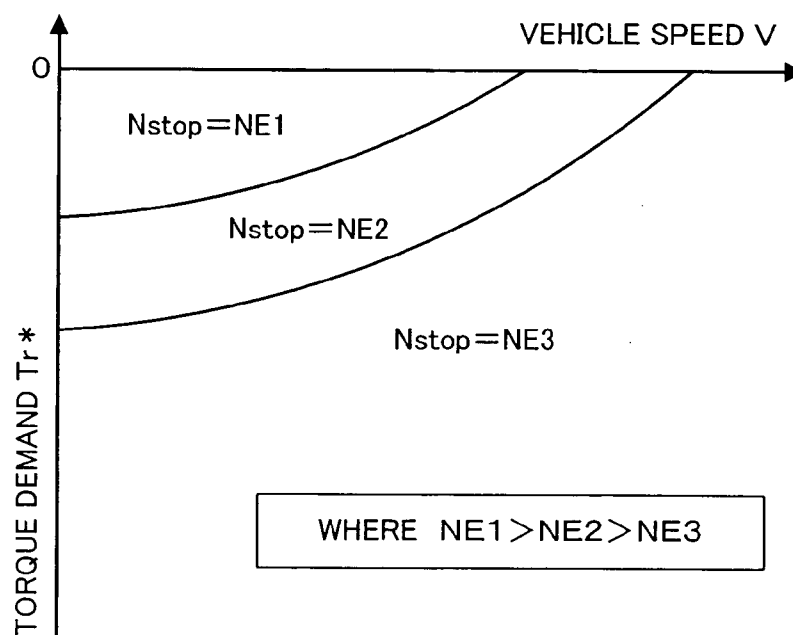 VEHICLE SPEED V
0
Nstop=NE1
Nstop=NE2
Nstop=NE3
TORQUE DEMAND Tr*
WHERE NE1>NE2>NE3